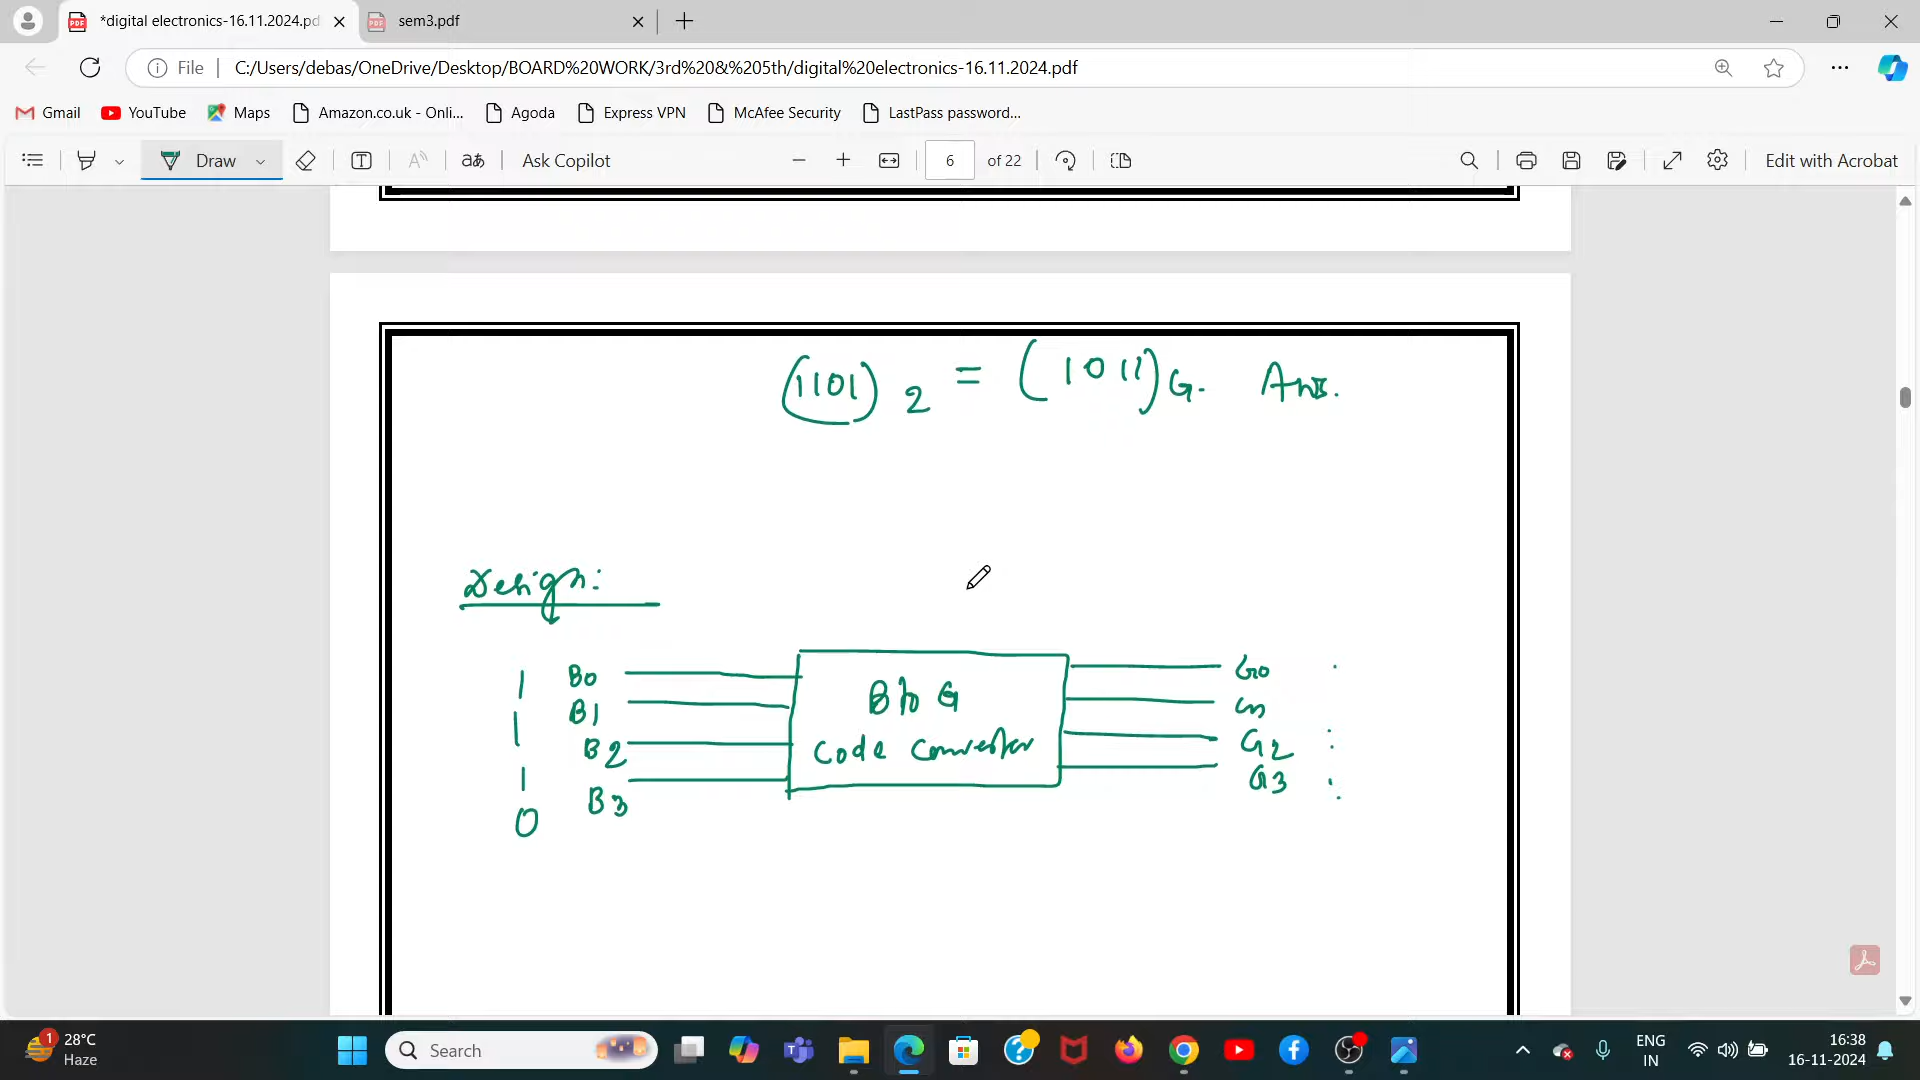 *digital electronics-16.11.2024.pd
sem3.pdf
File
C:/Users/debas/OneDrive/Desktop/BOARD%20WORK/3rd%20&%205th/digital%20electronics-16.11.2024.pdf
Gmail
YouTube
Maps
Amazon.co.uk - Onli...
Agoda
Express VPN
McAfee Security
LastPass password...
Draw
Ask Copilot
6 of 22
Edit with Acrobat
(1101)2 = (1011)G. Ans.
Design:
1 B0 G0
1 B1 B to G
1 B2 code converter G2
0 B3 G3
28°C
Haze
Search
ENG
IN
16:38
16-11-2024